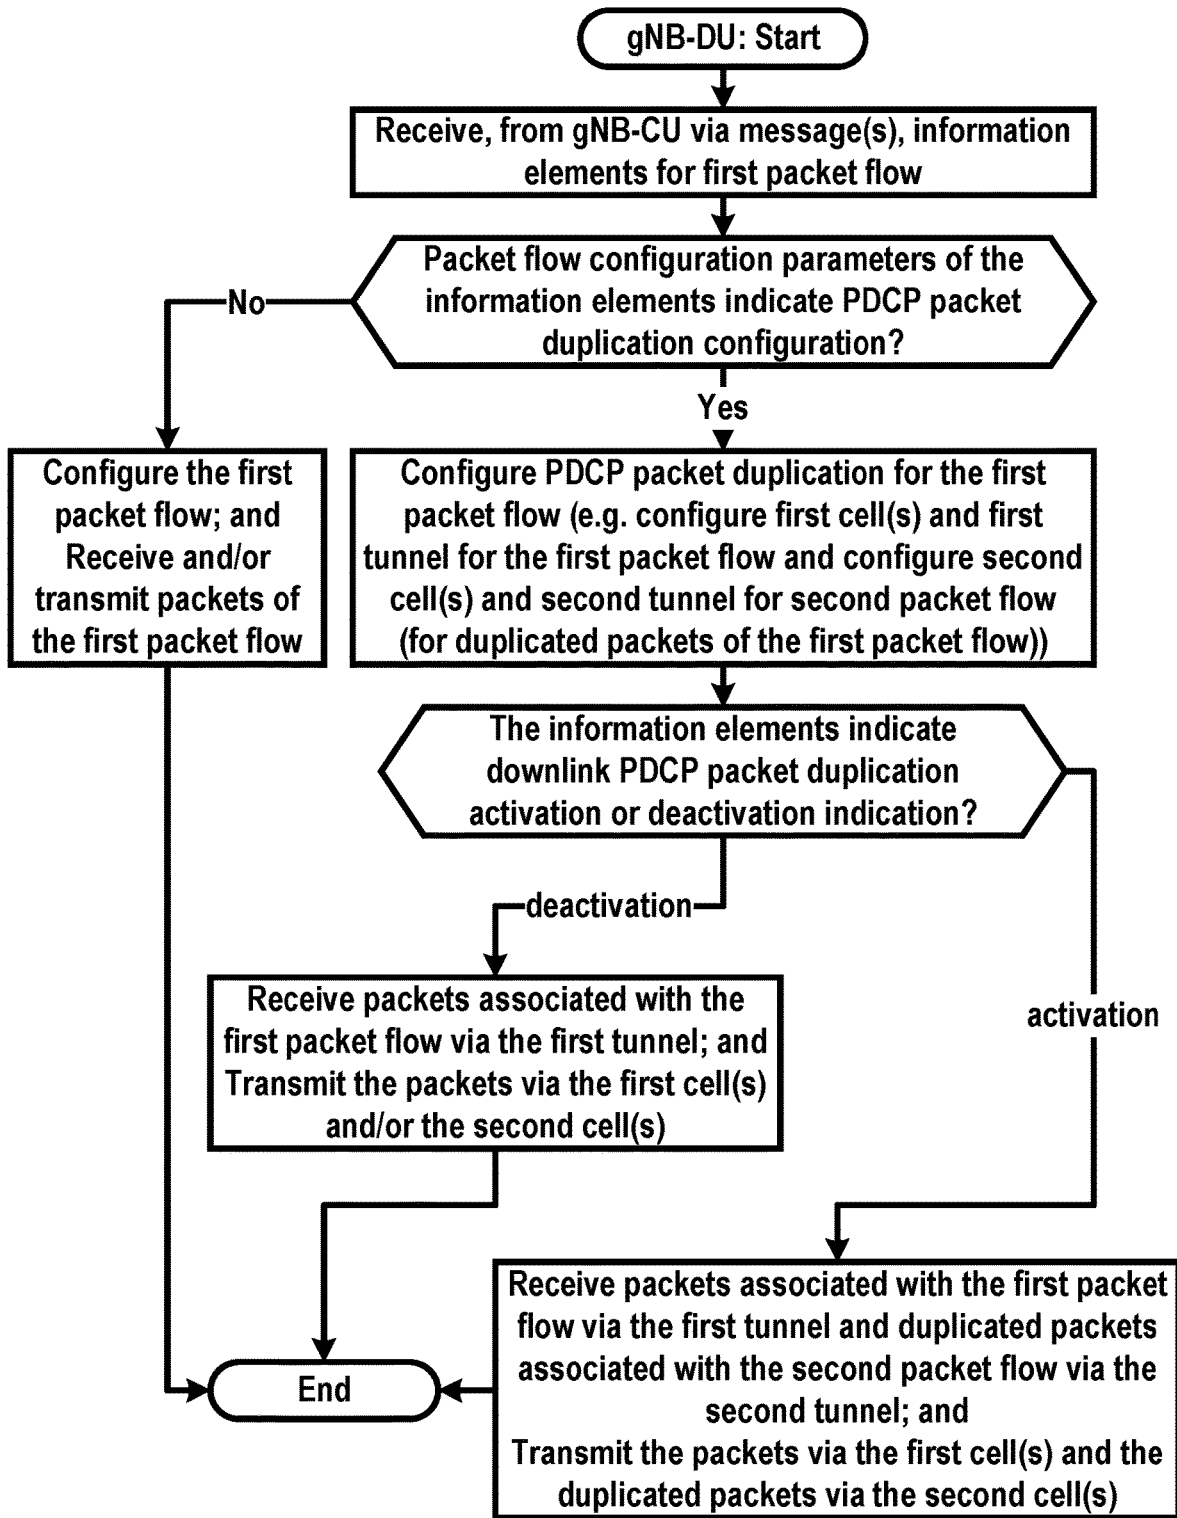 gNB-DU: Start
Receive, from gNB-CU via message(s), information
elements for first packet flow
Packet flow configuration parameters of the
information elements indicate PDCP packet
duplication configuration?
No
Yes
Configure the first
packet flow; and
Receive and/or
transmit packets of
the first packet flow
Configure PDCP packet duplication for the first
packet flow (e.g. configure first cell(s) and first
tunnel for the first packet flow and configure second
cell(s) and second tunnel for second packet flow
(for duplicated packets of the first packet flow))
The information elements indicate
downlink PDCP packet duplication
activation or deactivation indication?
deactivation
activation
Receive packets associated with the
first packet flow via the first tunnel; and
Transmit the packets via the first cell(s)
and/or the second cell(s)
Receive packets associated with the first packet
flow via the first tunnel and duplicated packets
associated with the second packet flow via the
second tunnel; and
Transmit the packets via the first cell(s) and the
duplicated packets via the second cell(s)
End